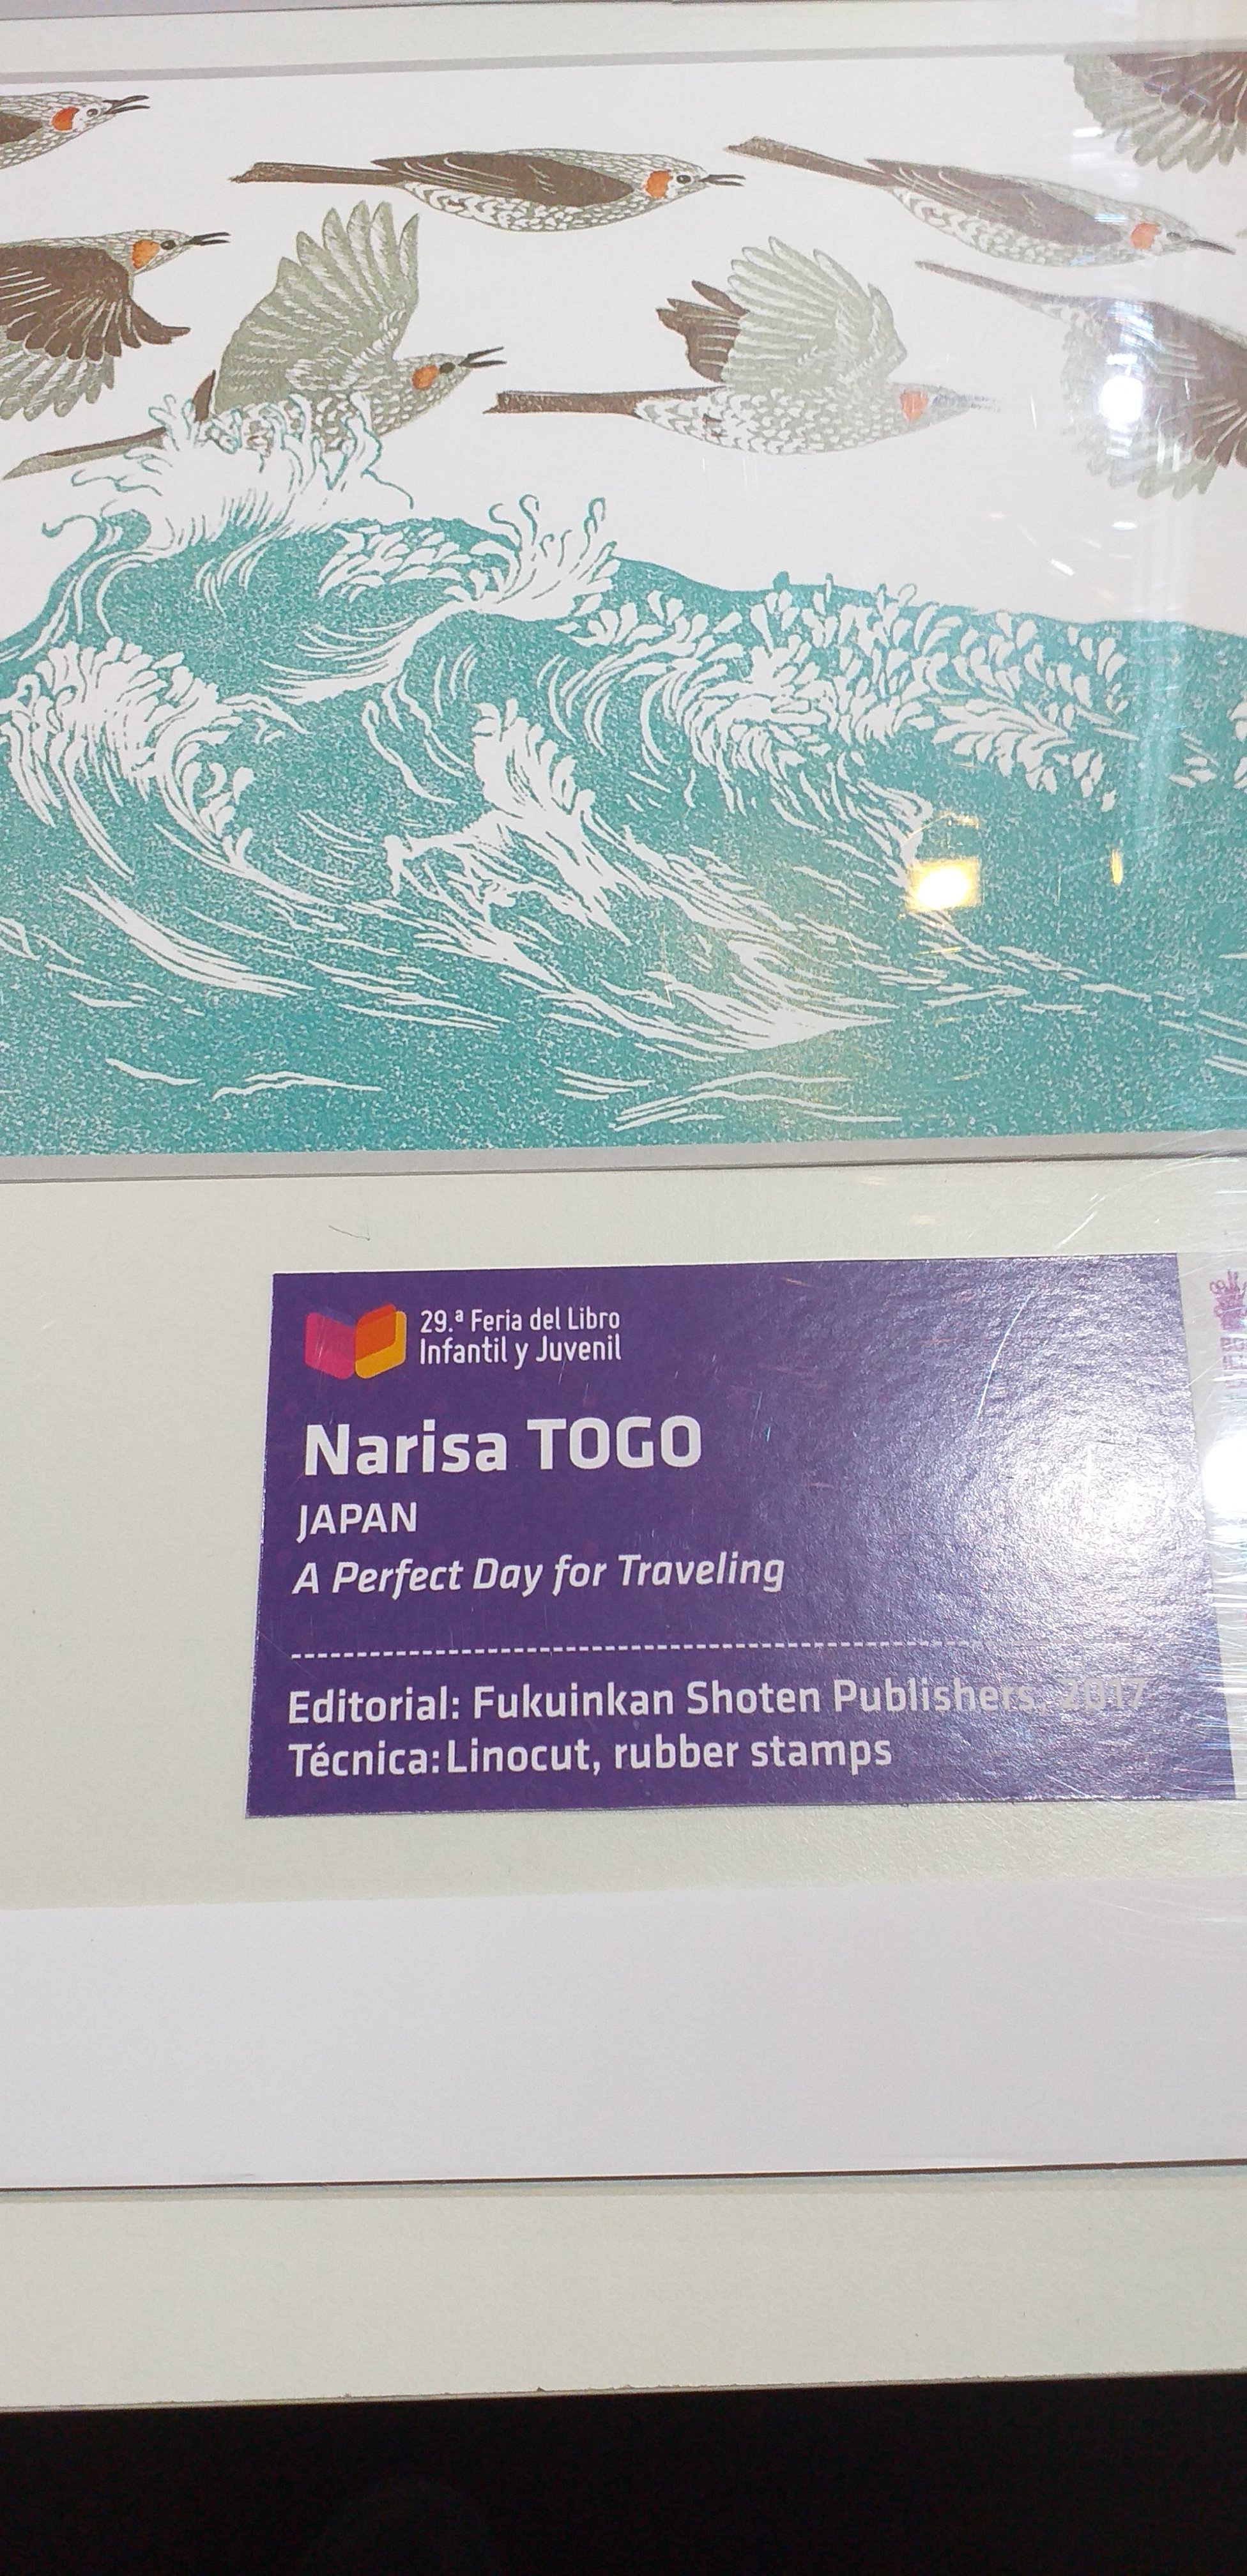 29.ª Feria del Libro
Infantil y Juvenil
Narisa TOGO
JAPAN
A Perfect Day for Traveling
Editorial: Fukuinkan Shoten Publishers, 2017
Técnica: Linocut, rubber stamps